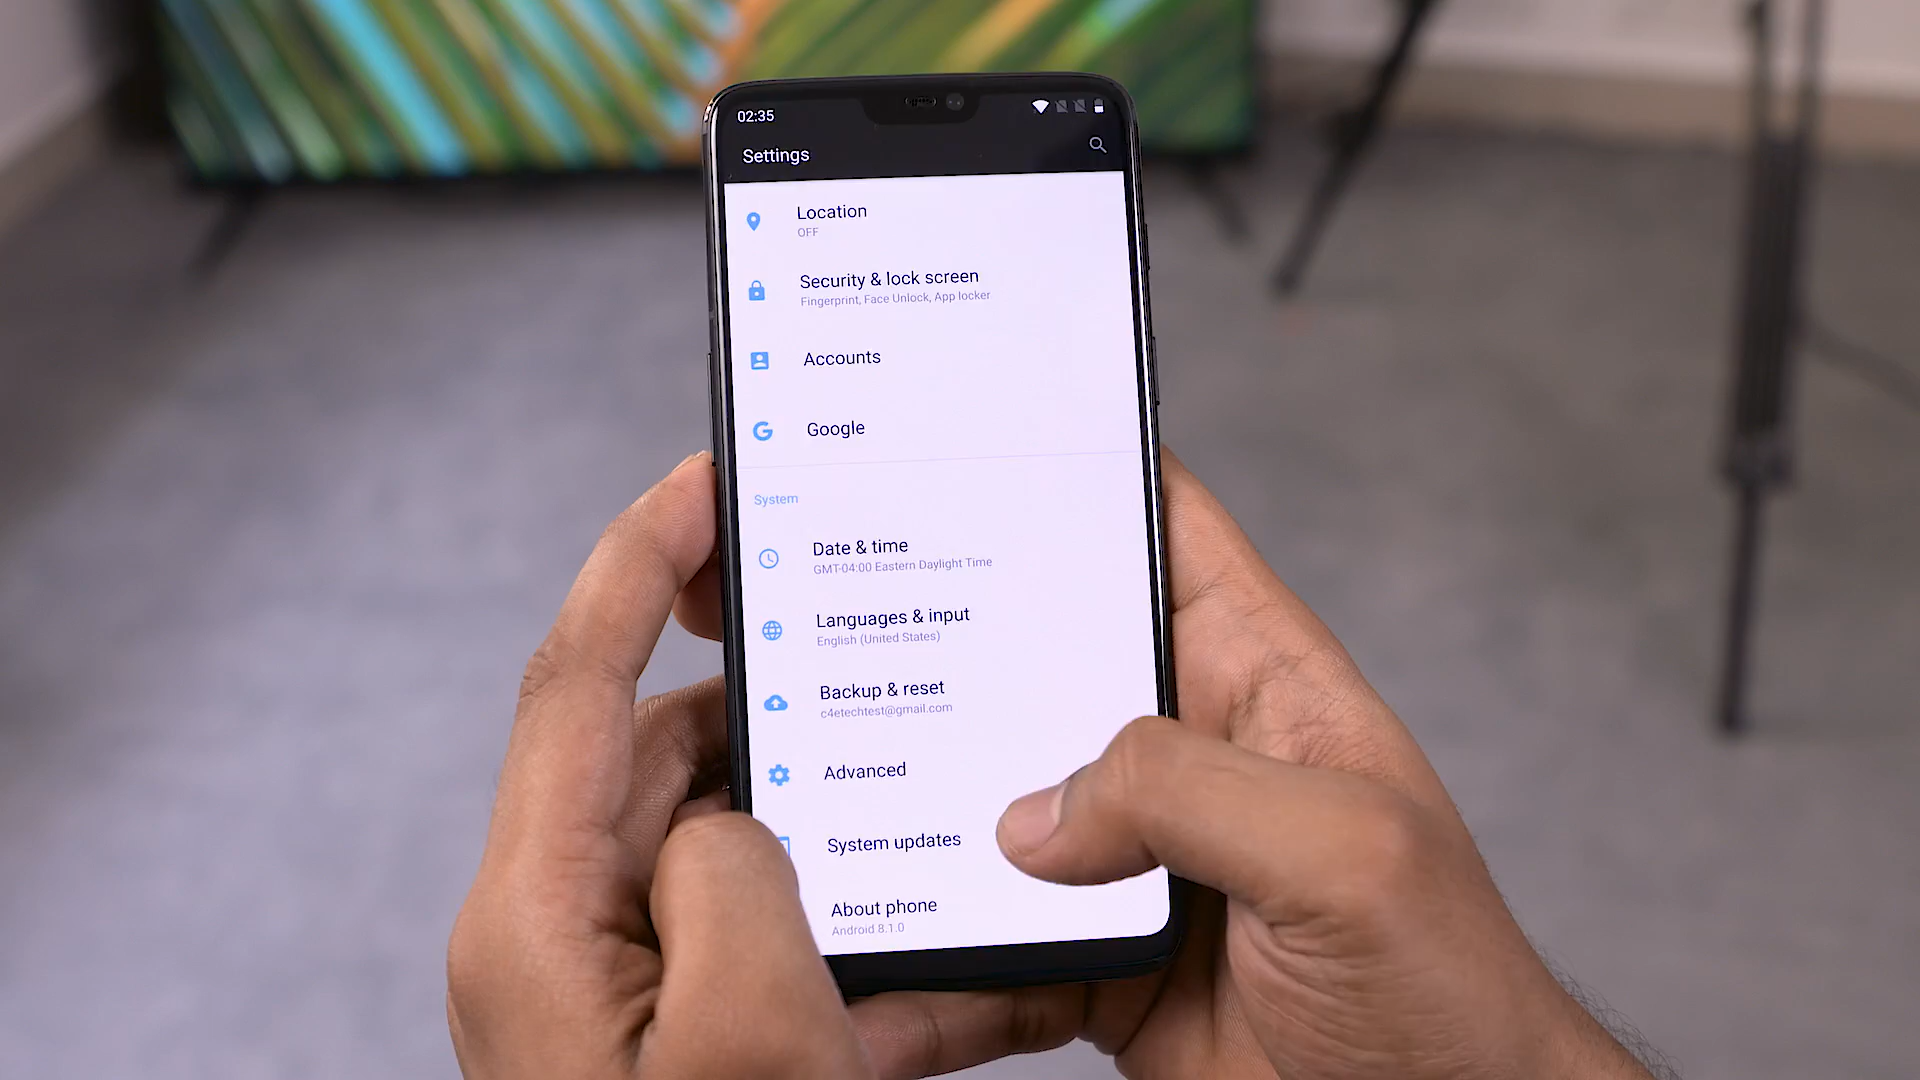 02:35
Settings
Location
OFF
Security & lock screen
Fingerprint, Face Unlock, App locker
Accounts
Google
System
Date & time
GMT-04:00 Eastern Daylight Time
Languages & input
English (United States)
Backup & reset
c4etechtest@gmail.com
Advanced
System updates
About phone
Android 8.1.0